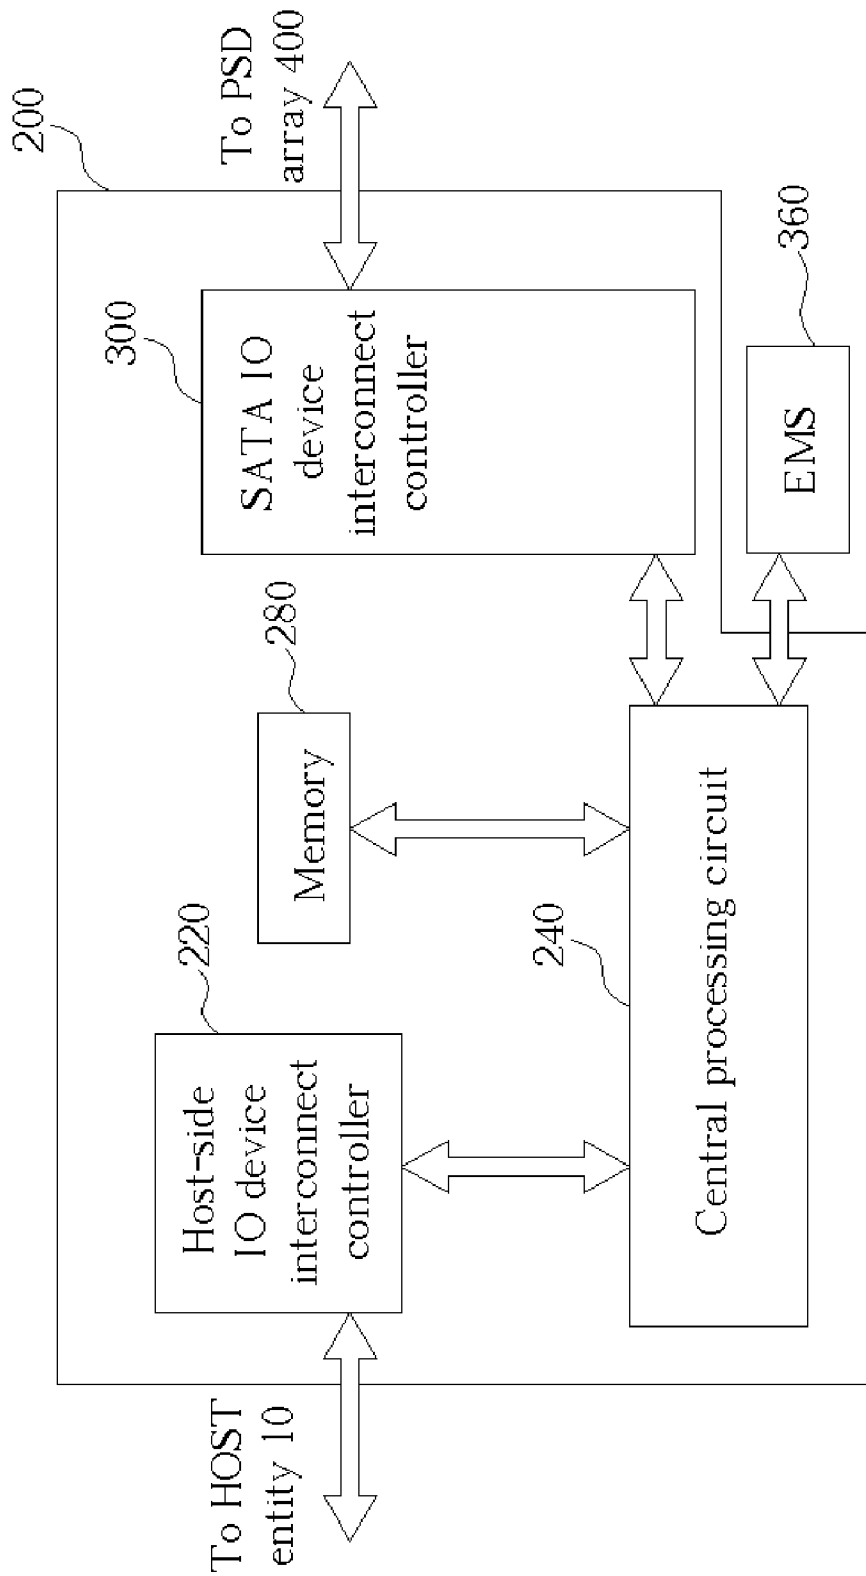 200
To HOST
entity 10
220
Host-side
IO device
interconnect
controller
280
Memory
300
SATA IO
device
interconnect
controller
To PSD
array 400
240
Central processing circuit
360
EMS